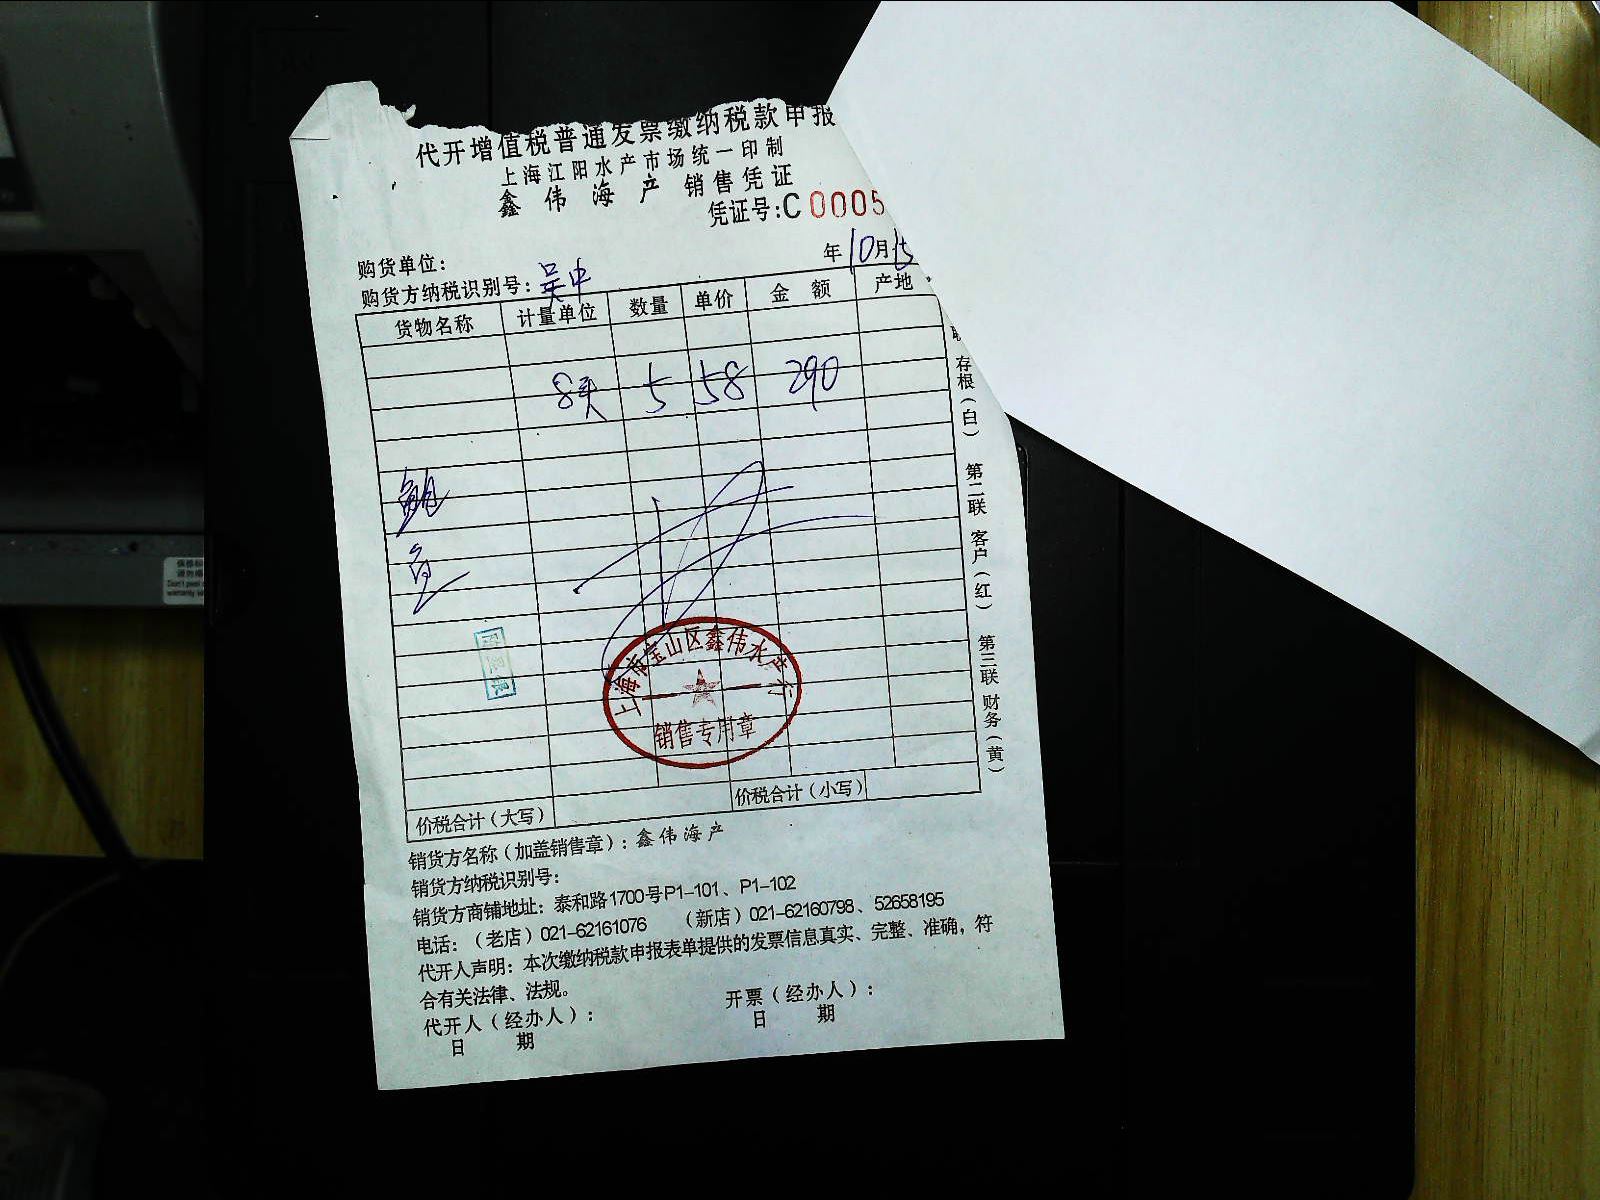 代开增值税普通发票缴纳税款申报
上海江阳水产市场统一印制
鑫伟海产 销售凭证
凭证号:C 0005
年10月15
购货单位:
购货方纳税识别号: 吴中
货物名称 计量单位 数量 单价 金额 产地
8头 5 58 290
鲍
鱼
存根(白) 第二联 客户(红) 第三联 财务(黄)
上海市宝山区鑫伟水产行
销售专用章
价税合计(大写) 价税合计(小写)
销货方名称(加盖销售章): 鑫伟海产
销货方纳税识别号:
销货方商铺地址: 泰和路1700号P1-101、P1-102
电话:(老店)021-62161076 (新店)021-62160798、52658195
代开人声明: 本次缴纳税款申报表单提供的发票信息真实、完整、准确,符
合有关法律、法规。
代开人(经办人): 开票(经办人):
日期 日期